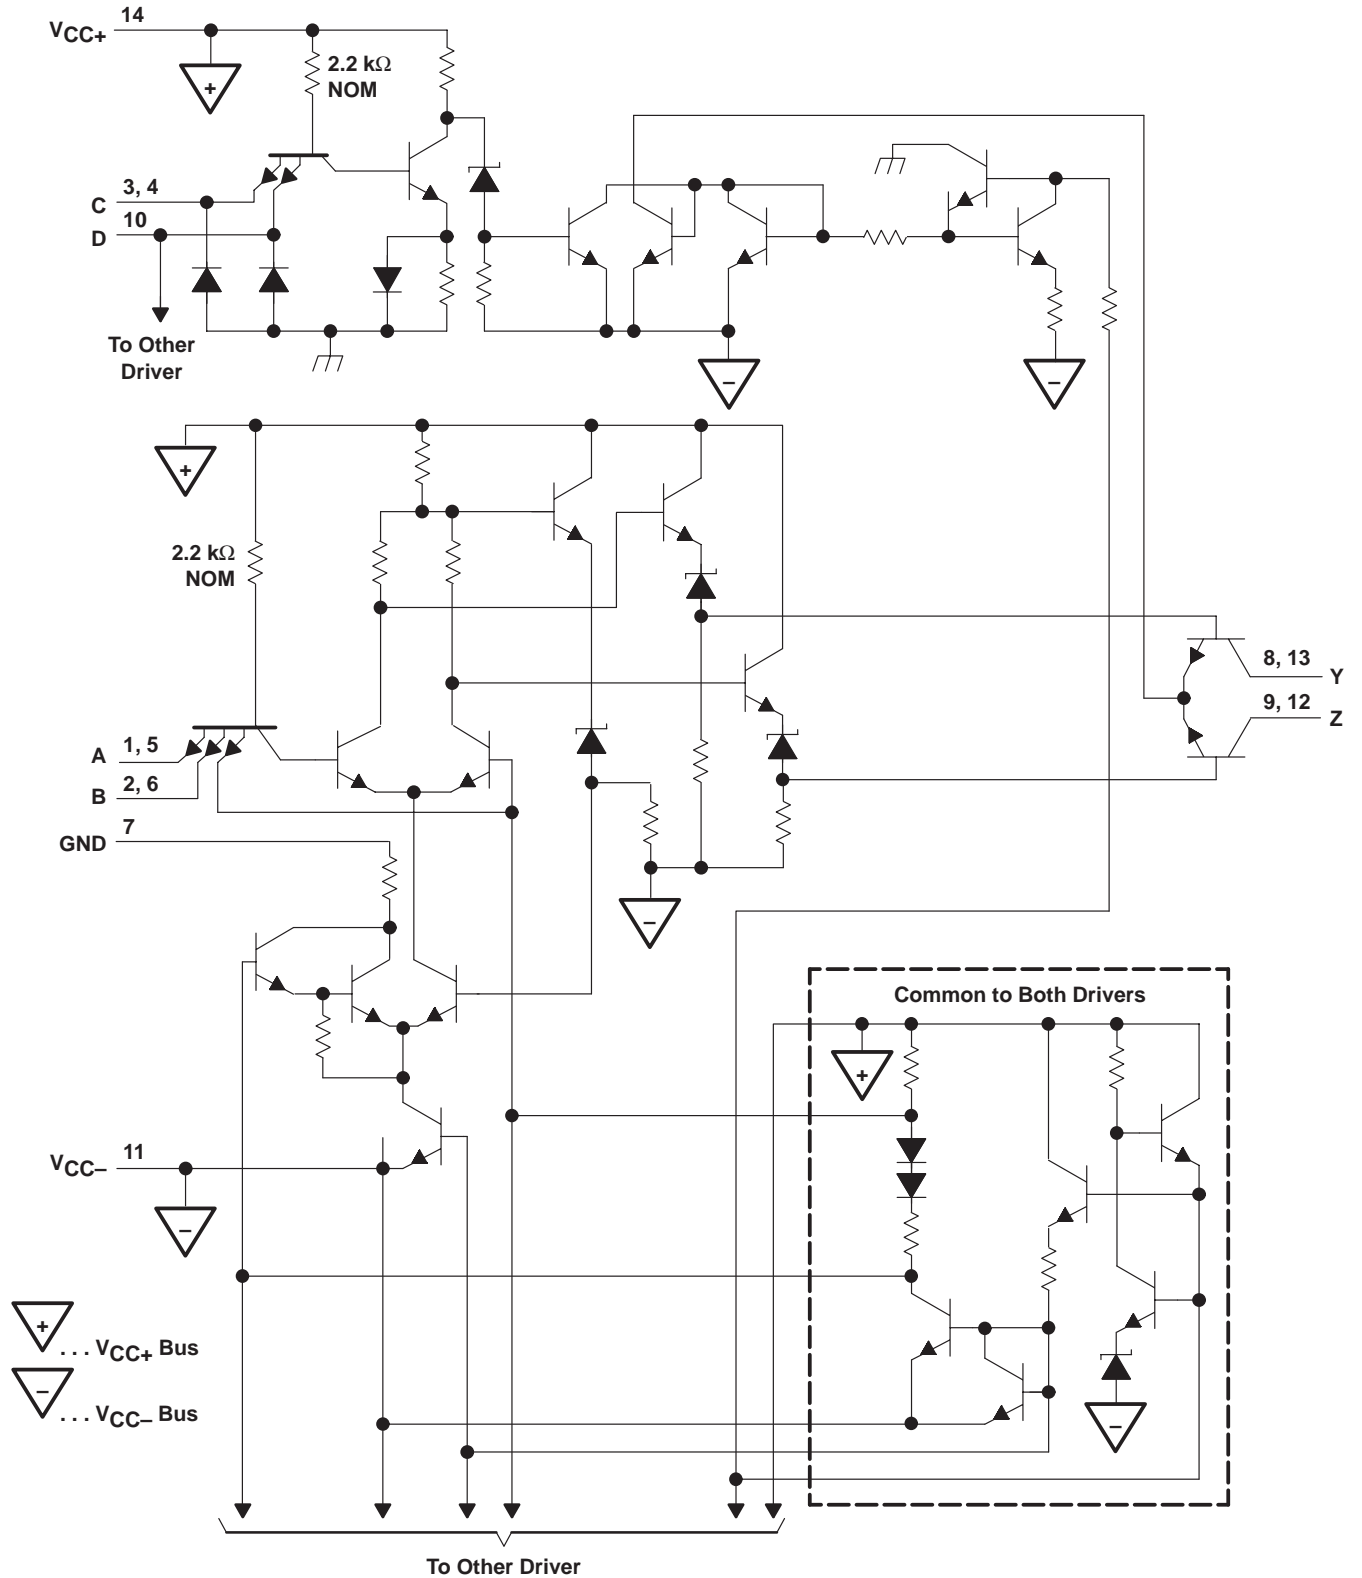 14
VCC+
2.2 kΩ
NOM
+
3, 4
C
10
D
To Other
Driver
−
−
+
2.2 kΩ
NOM
8, 13
Y
9, 12
Z
1, 5
A
2, 6
B
7
GND
−
Common to Both Drivers
+
11
VCC−
−
+
. . . VCC+ Bus
−
. . . VCC− Bus
−
To Other Driver